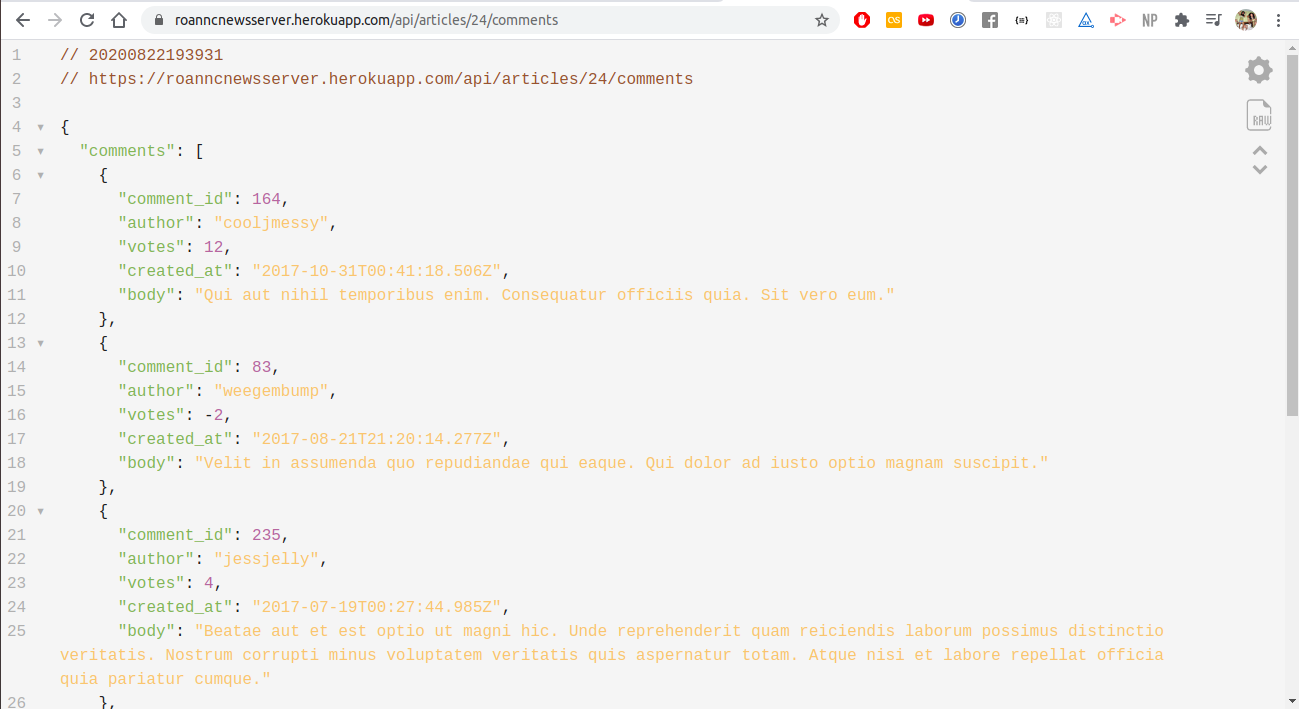 roanncnewsserver.herokuapp.com/api/articles/24/comments
NP
1 // 20200822193931
2 // https://roanncnewsserver.herokuapp.com/api/articles/24/comments
3
4 {
5 "comments": [
6 {
7 "comment_id": 164,
8 "author": "cooljmessy",
9 "votes": 12,
10 "created_at": "2017-10-31T00:41:18.506Z",
11 "body": "Qui aut nihil temporibus enim. Consequatur officiis quia. Sit vero eum."
12 },
13 {
14 "comment_id": 83,
15 "author": "weegembump",
16 "votes": -2,
17 "created_at": "2017-08-21T21:20:14.277Z",
18 "body": "Velit in assumenda quo repudiandae qui eaque. Qui dolor ad iusto optio magnam suscipit."
19 },
20 {
21 "comment_id": 235,
22 "author": "jessjelly",
23 "votes": 4,
24 "created_at": "2017-07-19T00:27:44.985Z",
25 "body": "Beatae aut et est optio ut magni hic. Unde reprehenderit quam reiciendis laborum possimus distinctio
veritatis. Nostrum corrupti minus voluptatem veritatis quis aspernatur totam. Atque nisi et labore repellat officia
quia pariatur cumque."
26 },
RAW